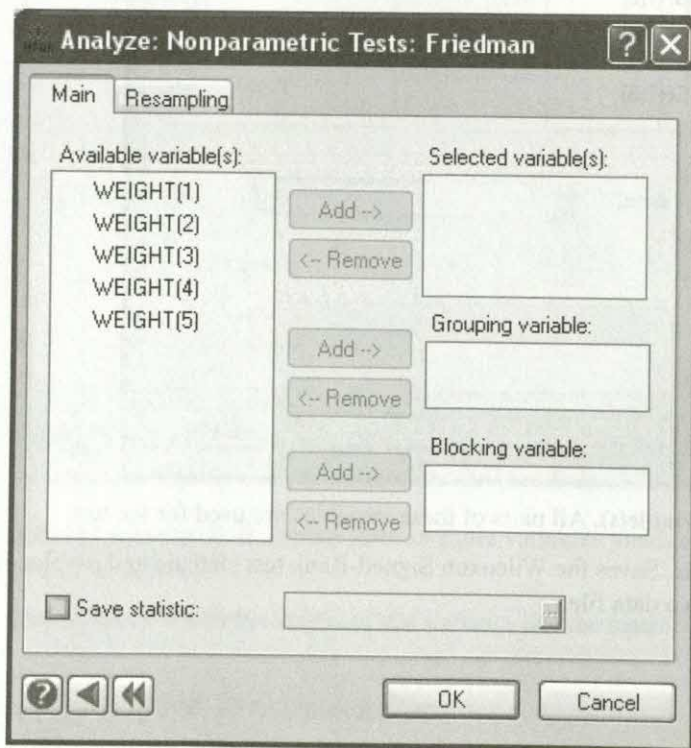 Analyze: Nonparametric Tests: Friedman
Main
Resampling
Available variable(s):
WEIGHT(1)
WEIGHT(2)
WEIGHT(3)
WEIGHT(4)
WEIGHT(5)
Add -->
<-- Remove
Selected variable(s):
Add -->
<-- Remove
Grouping variable:
Add -->
<-- Remove
Blocking variable:
Save statistic:
OK
Cancel